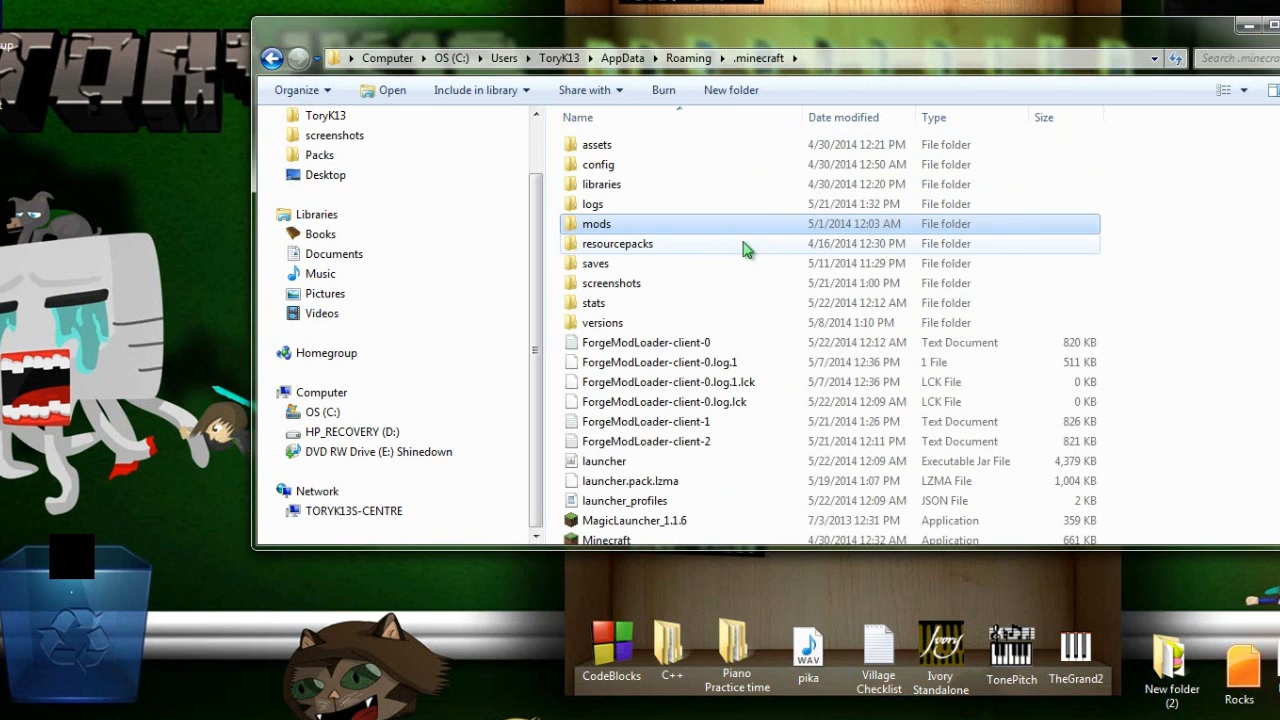 Computer ▸ OS (C:) ▸ Users ▸ ToryK13 ▸ AppData ▸ Roaming ▸ .minecraft ▸
Search .minecra
Organize Open Include in library Share with Burn New folder
ToryK13
screenshots
Packs
Desktop
Libraries
Books
Documents
Music
Pictures
Videos
Homegroup
Computer
OS (C:)
HP_RECOVERY (D:)
DVD RW Drive (E:) Shinedown
Network
TORYK13S-CENTRE
Name Date modified Type Size
assets 4/30/2014 12:21 PM File folder
config 4/30/2014 12:50 AM File folder
libraries 4/30/2014 12:20 PM File folder
logs 5/21/2014 1:32 PM File folder
mods 5/1/2014 12:03 AM File folder
resourcepacks 4/16/2014 12:30 PM File folder
saves 5/11/2014 11:29 PM File folder
screenshots 5/21/2014 1:00 PM File folder
stats 5/22/2014 12:12 AM File folder
versions 5/8/2014 1:10 PM File folder
ForgeModLoader-client-0 5/22/2014 12:12 AM Text Document 820 KB
ForgeModLoader-client-0.log.1 5/7/2014 12:36 PM 1 File 511 KB
ForgeModLoader-client-0.log.1.lck 5/7/2014 12:36 PM LCK File 0 KB
ForgeModLoader-client-0.log.lck 5/22/2014 12:09 AM LCK File 0 KB
ForgeModLoader-client-1 5/21/2014 1:26 PM Text Document 826 KB
ForgeModLoader-client-2 5/21/2014 12:11 PM Text Document 821 KB
launcher 5/22/2014 12:09 AM Executable Jar File 4,379 KB
launcher.pack.lzma 5/19/2014 1:07 PM LZMA File 1,004 KB
launcher_profiles 5/22/2014 12:09 AM JSON File 2 KB
MagicLauncher_1.1.6 7/3/2013 12:31 PM Application 359 KB
Minecraft 4/30/2014 12:32 AM Application 661 KB
CodeBlocks
C++
Piano
Practice time
WAV
pika
Village
Checklist
Ivory
Ivory
Standalone
TonePitch
TheGrand2
New folder
(2)
Rocks